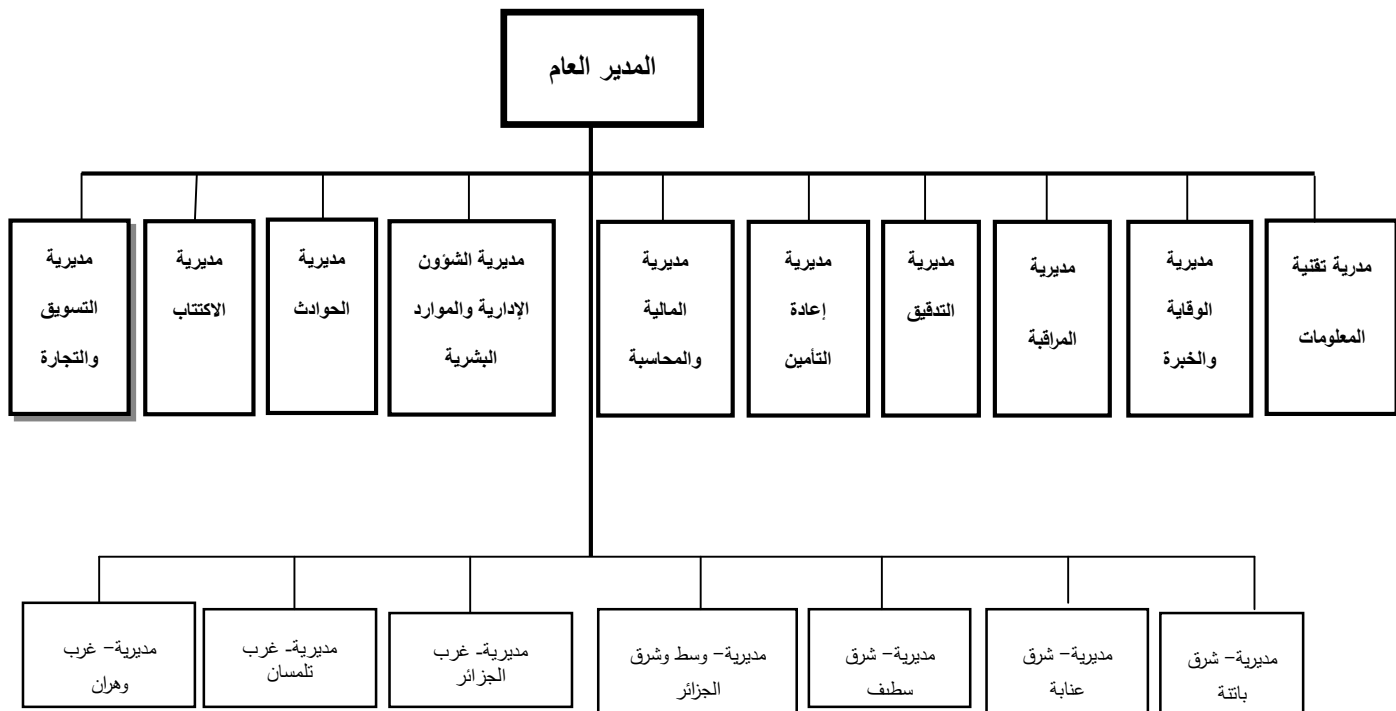 المدير العام
مدرية تقتنية
المعلومات
مديرية
الوقاية
والخبرة
مديرية
المراقبة
مديرية
التدقيق
مديرية
إعادة
التأمين
مديرية
المالية
والمحاسبة
مديرية الشؤون
الإدارية والموارد
البشرية
مديرية
الحوادث
مديرية
الاكتتاب
مديرية
التسويق
والتجارة
مديرية– شرق
باتنة
مديرية– شرق
عنابة
مديرية– شرق
سطيف
مديرية– وسط وشرق
الجزائر
مديرية- غرب
الجزائر
مديرية- غرب
تلمسان
مديرية– غرب
وهران